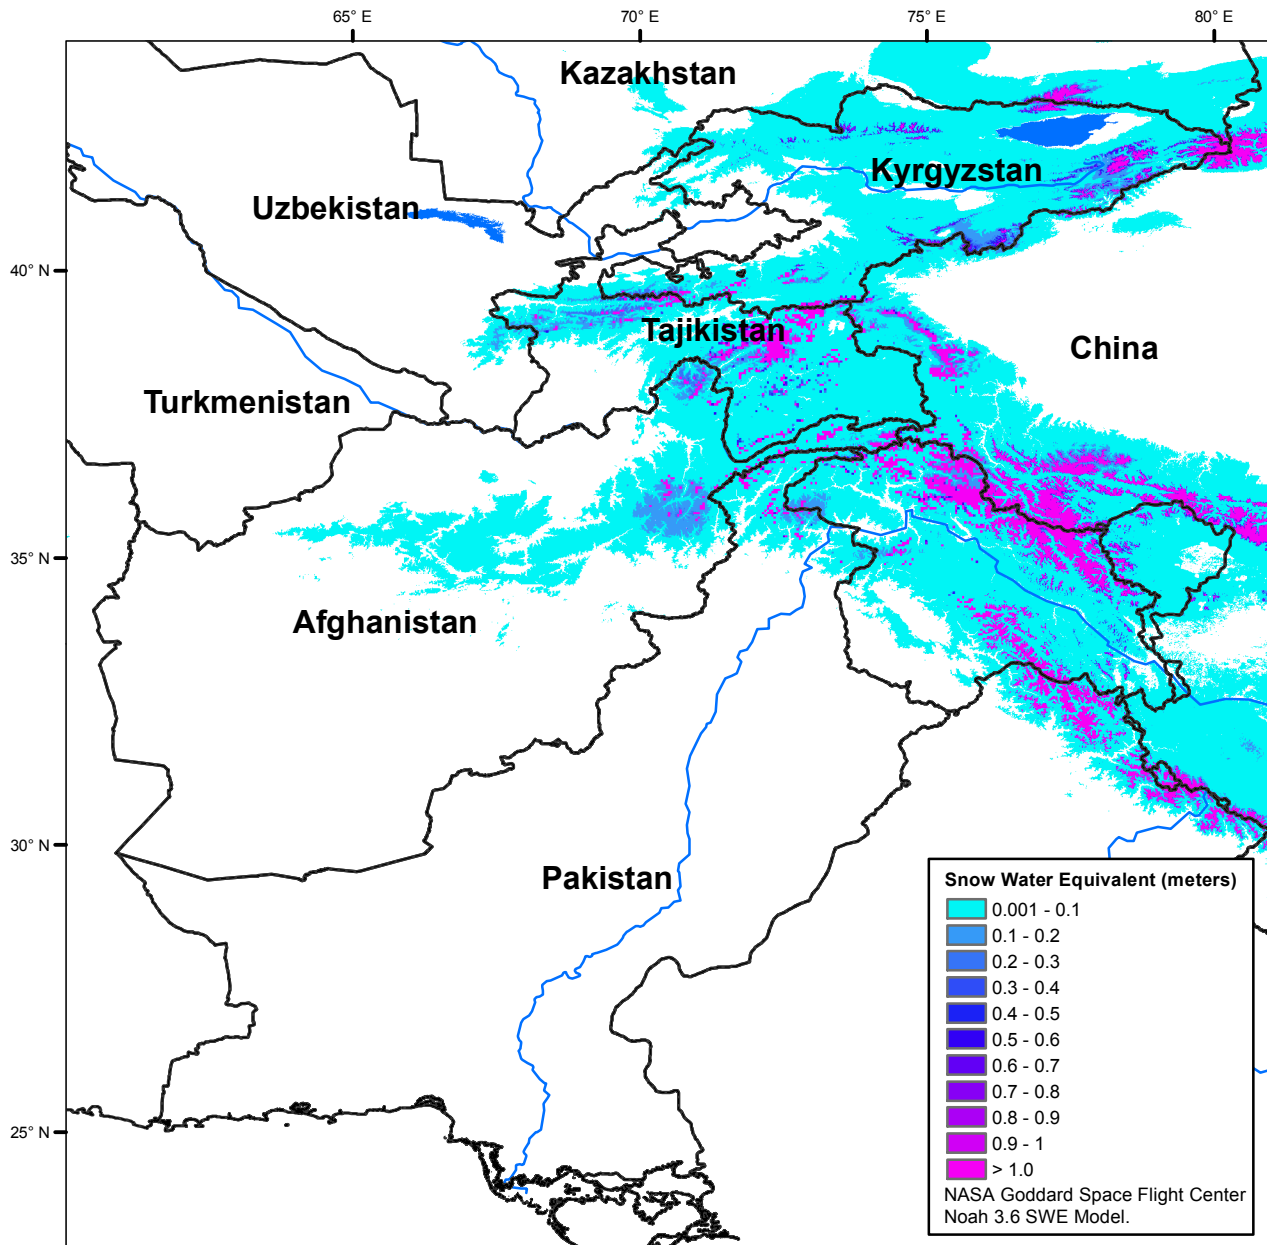 65° E
70° E
75° E
80° E
Kazakhstan
Kyrgyzstan
Uzbekistan
40° N
Tajikistan
China
Turkmenistan
35° N
Afghanistan
30° N
Pakistan
25° N
Snow Water Equivalent (meters)
0.001 - 0.1
0.1 - 0.2
0.2 - 0.3
0.3 - 0.4
0.4 - 0.5
0.5 - 0.6
0.6 - 0.7
0.7 - 0.8
0.8 - 0.9
0.9 - 1
> 1.0
NASA Goddard Space Flight Center
Noah 3.6 SWE Model.